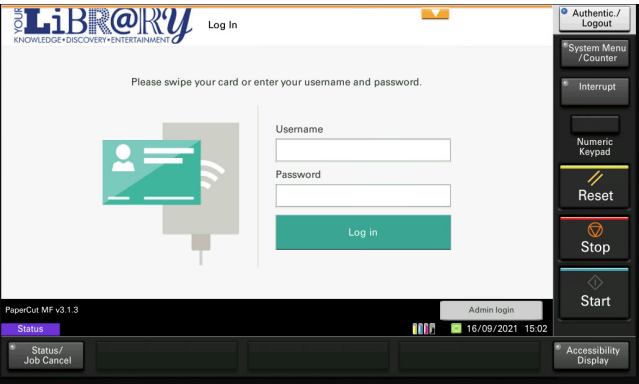 YOUR LiBR@RY
KNOWLEDGE•DISCOVERY•ENTERTAINMENT
Log In
Please swipe your card or enter your username and password.
Username
Password
Log in
PaperCut MF v3.1.3
Admin login
Status
16/09/2021 15:02
Status/
Job Cancel
Authentic./
Logout
System Menu
/Counter
Interrupt
Numeric
Keypad
Reset
Stop
Start
Accessibility
Display